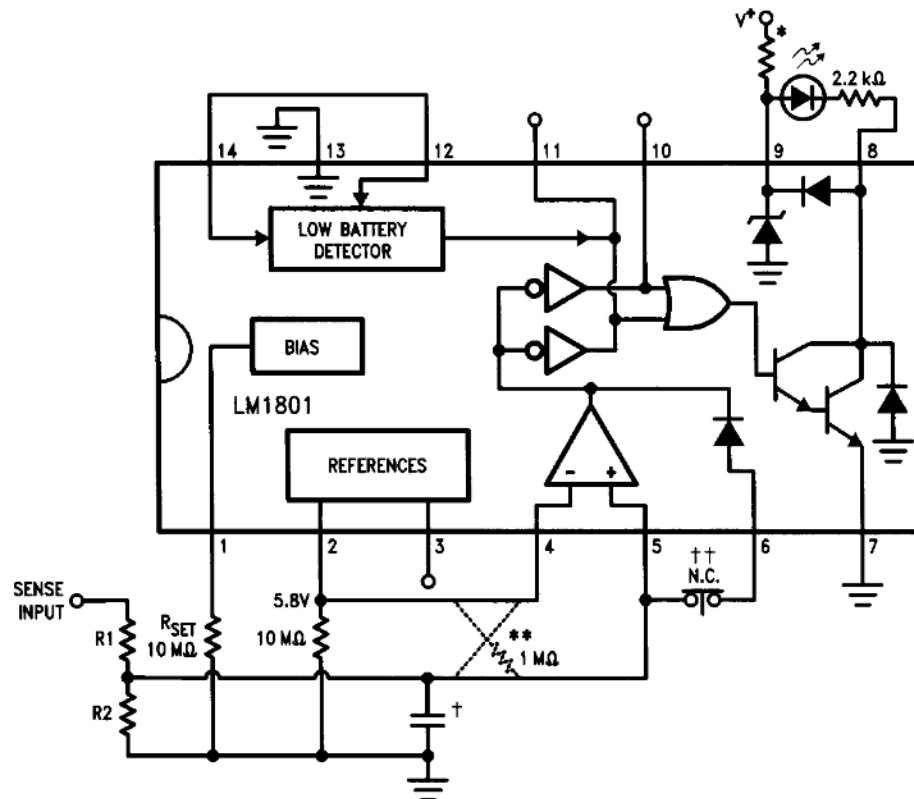 V+
*
2.2 kΩ
14
13
12
11
10
9
8
LOW BATTERY
DETECTOR
BIAS
LM1801
REFERENCES
-
+
1
2
3
4
5
6
7
††
N.C.
SENSE
INPUT
5.8V
R1
RSET
10 MΩ
10 MΩ
**
1 MΩ
R2
†